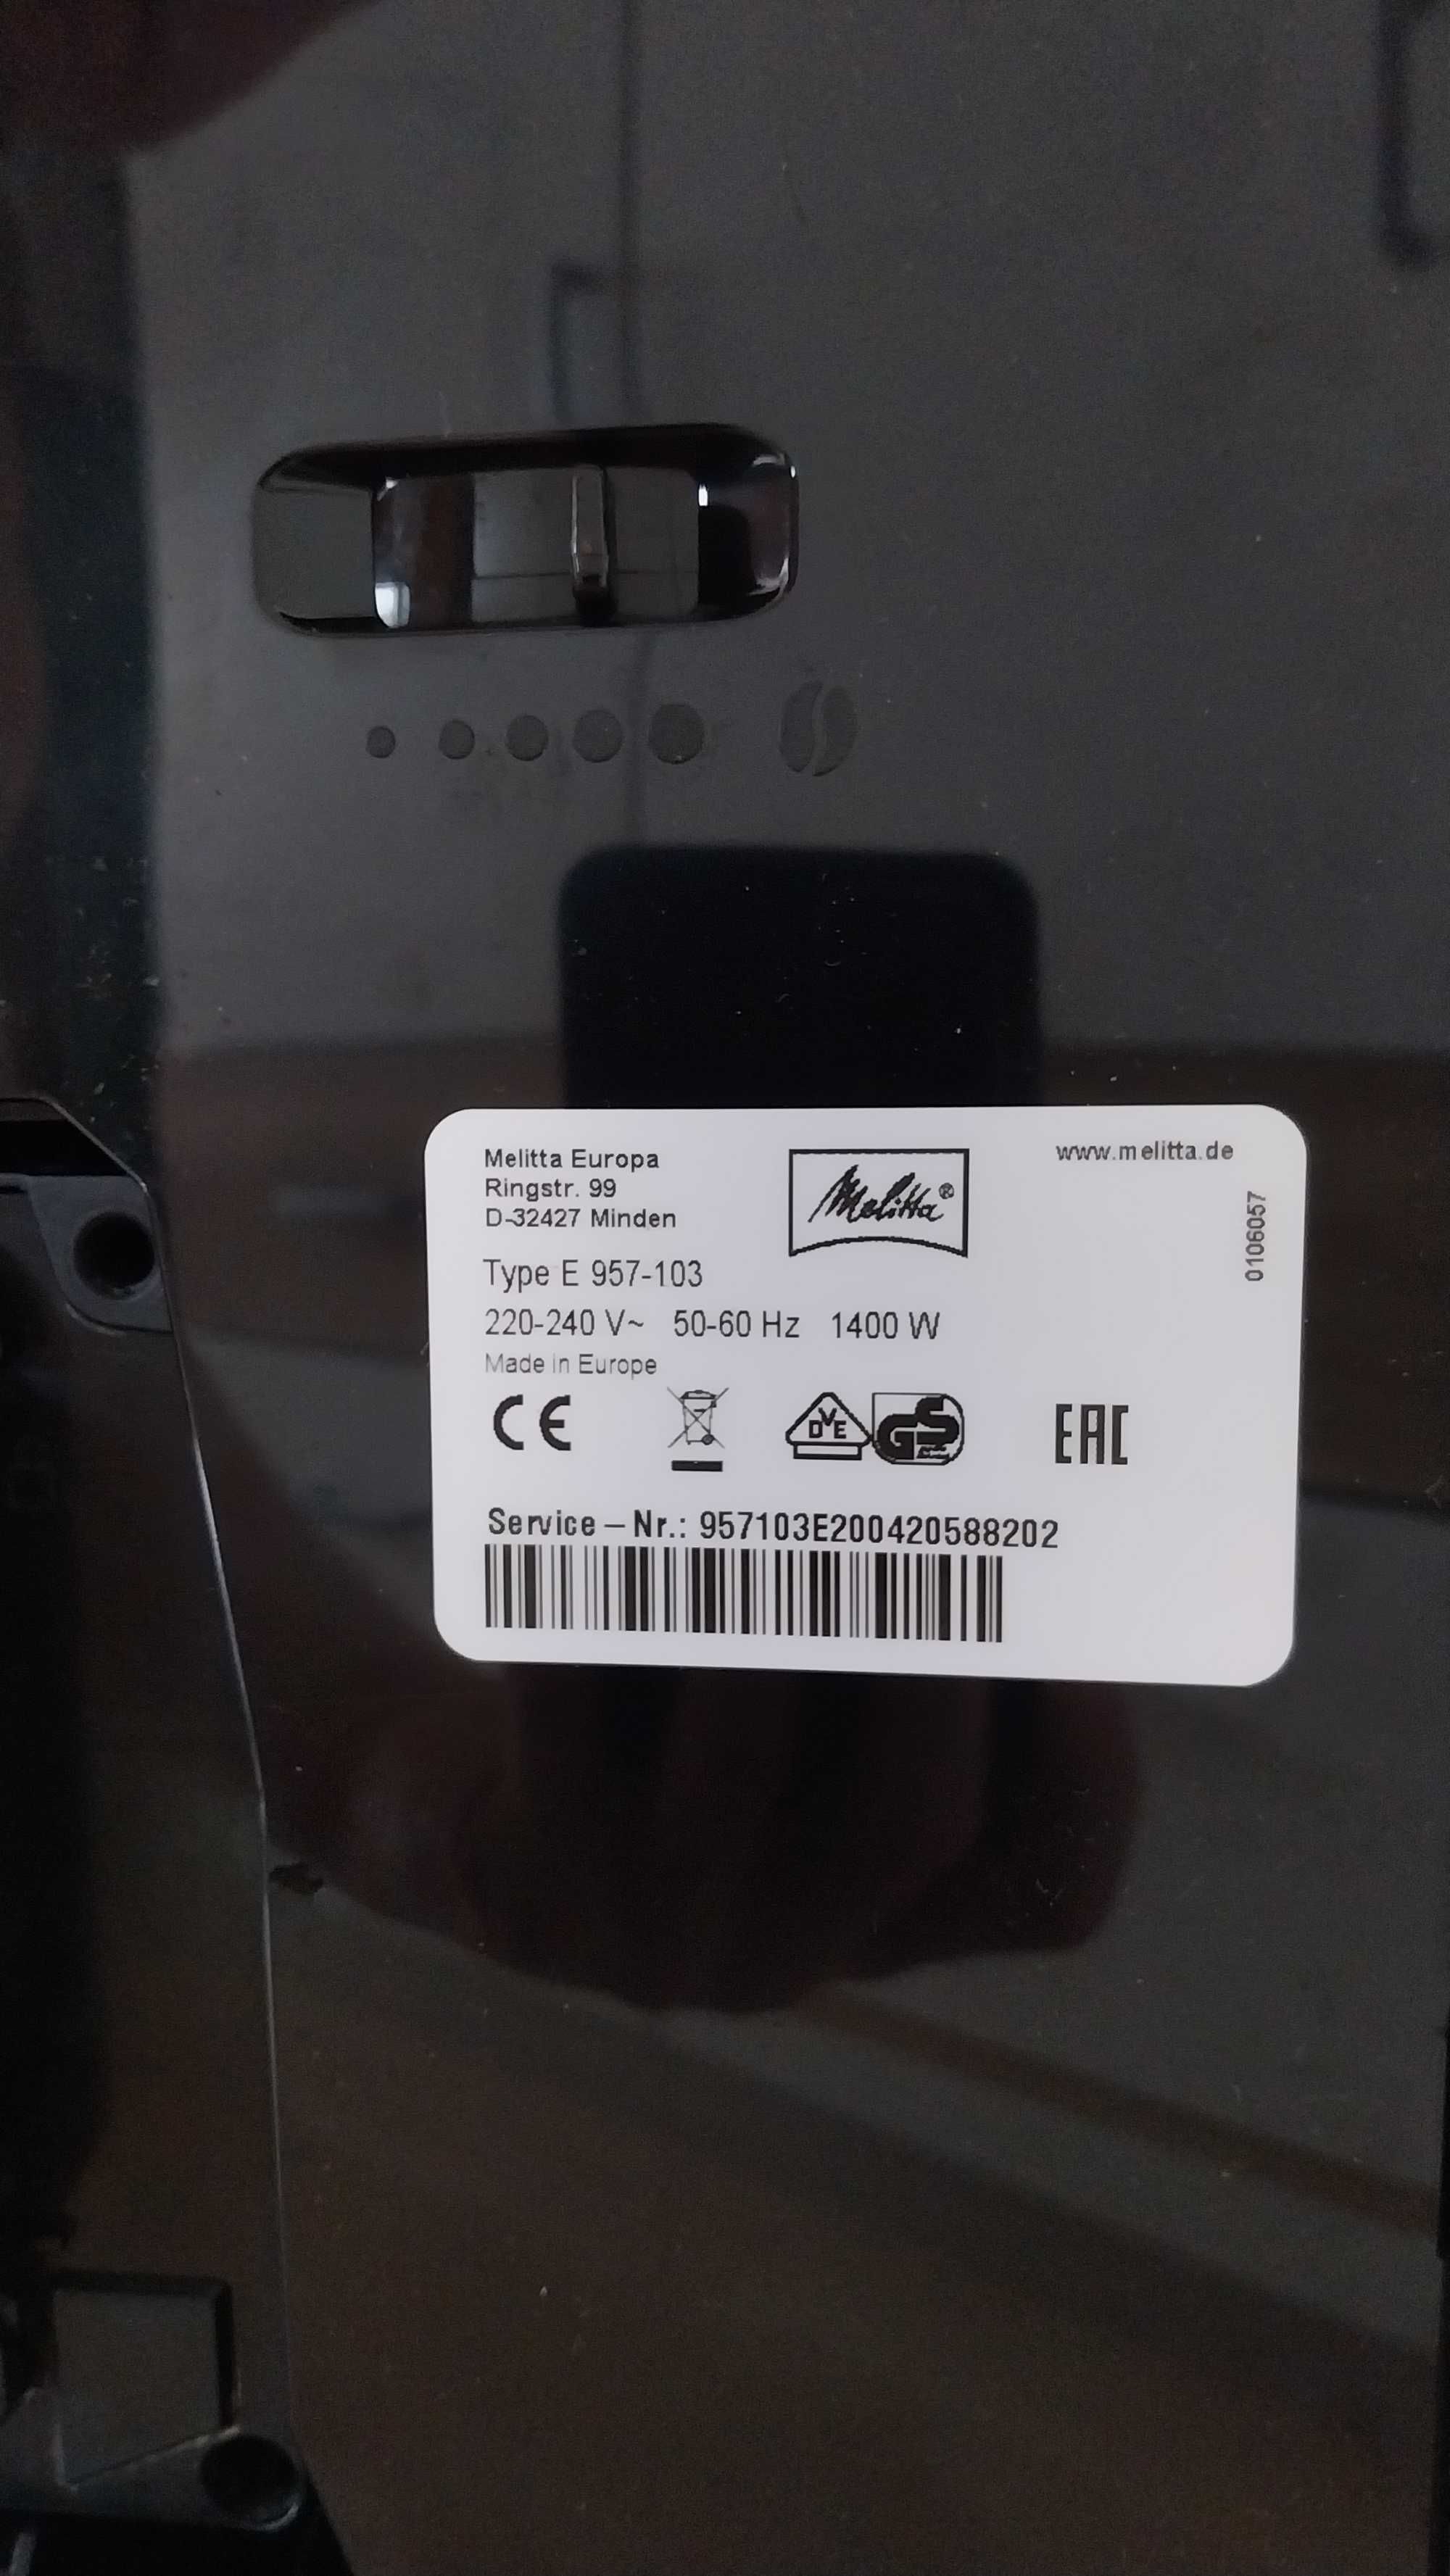 Melitta Europa
Ringstr. 99
D-32427 Minden
Melitta®
www.melitta.de
0106057
Type E 957-103
220-240 V~ 50-60 Hz 1400 W
Made in Europe
CE
DVE
GS
EAC
Service – Nr.: 957103E200420588202